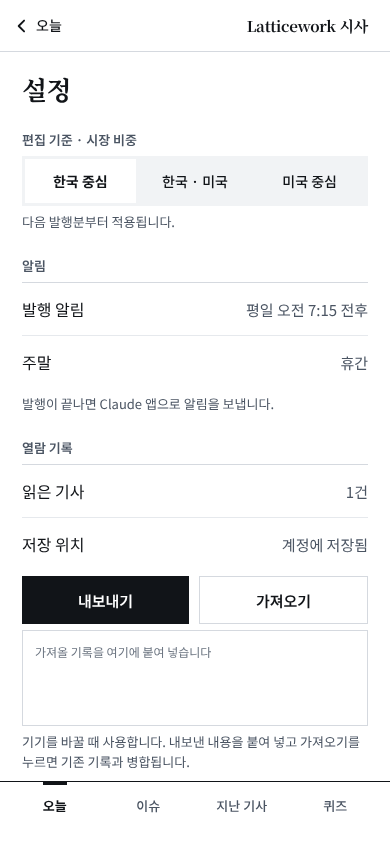 오늘
Latticework 시사
설정
편집 기준 · 시장 비중
한국 중심
한국 · 미국
미국 중심
다음 발행분부터 적용됩니다.
알림
발행 알림
평일 오전 7:15 전후
주말
휴간
발행이 끝나면 Claude 앱으로 알림을 보냅니다.
열람 기록
읽은 기사
1건
저장 위치
계정에 저장됨
내보내기
가져오기
가져올 기록을 여기에 붙여 넣습니다
기기를 바꿀 때 사용합니다. 내보낸 내용을 붙여 넣고 가져오기를
누르면 기존 기록과 병합됩니다.
오늘
이슈
지난 기사
퀴즈